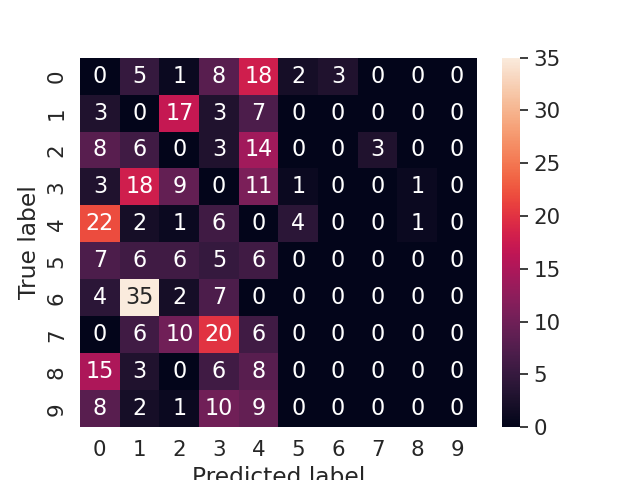 0 0 5 1 8 18 2 3 0 0 0
1 3 0 17 3 7 0 0 0 0 0
2 8 6 0 3 14 0 0 3 0 0
3 3 18 9 0 11 1 0 0 1 0
4 22 2 1 6 0 4 0 0 1 0
5 7 6 6 5 6 0 0 0 0 0
6 4 35 2 7 0 0 0 0 0 0
7 0 6 10 20 6 0 0 0 0 0
8 15 3 0 6 8 0 0 0 0 0
9 8 2 1 10 9 0 0 0 0 0
0 1 2 3 4 5 6 7 8 9
True label
Predicted label
35
30
25
20
15
10
5
0